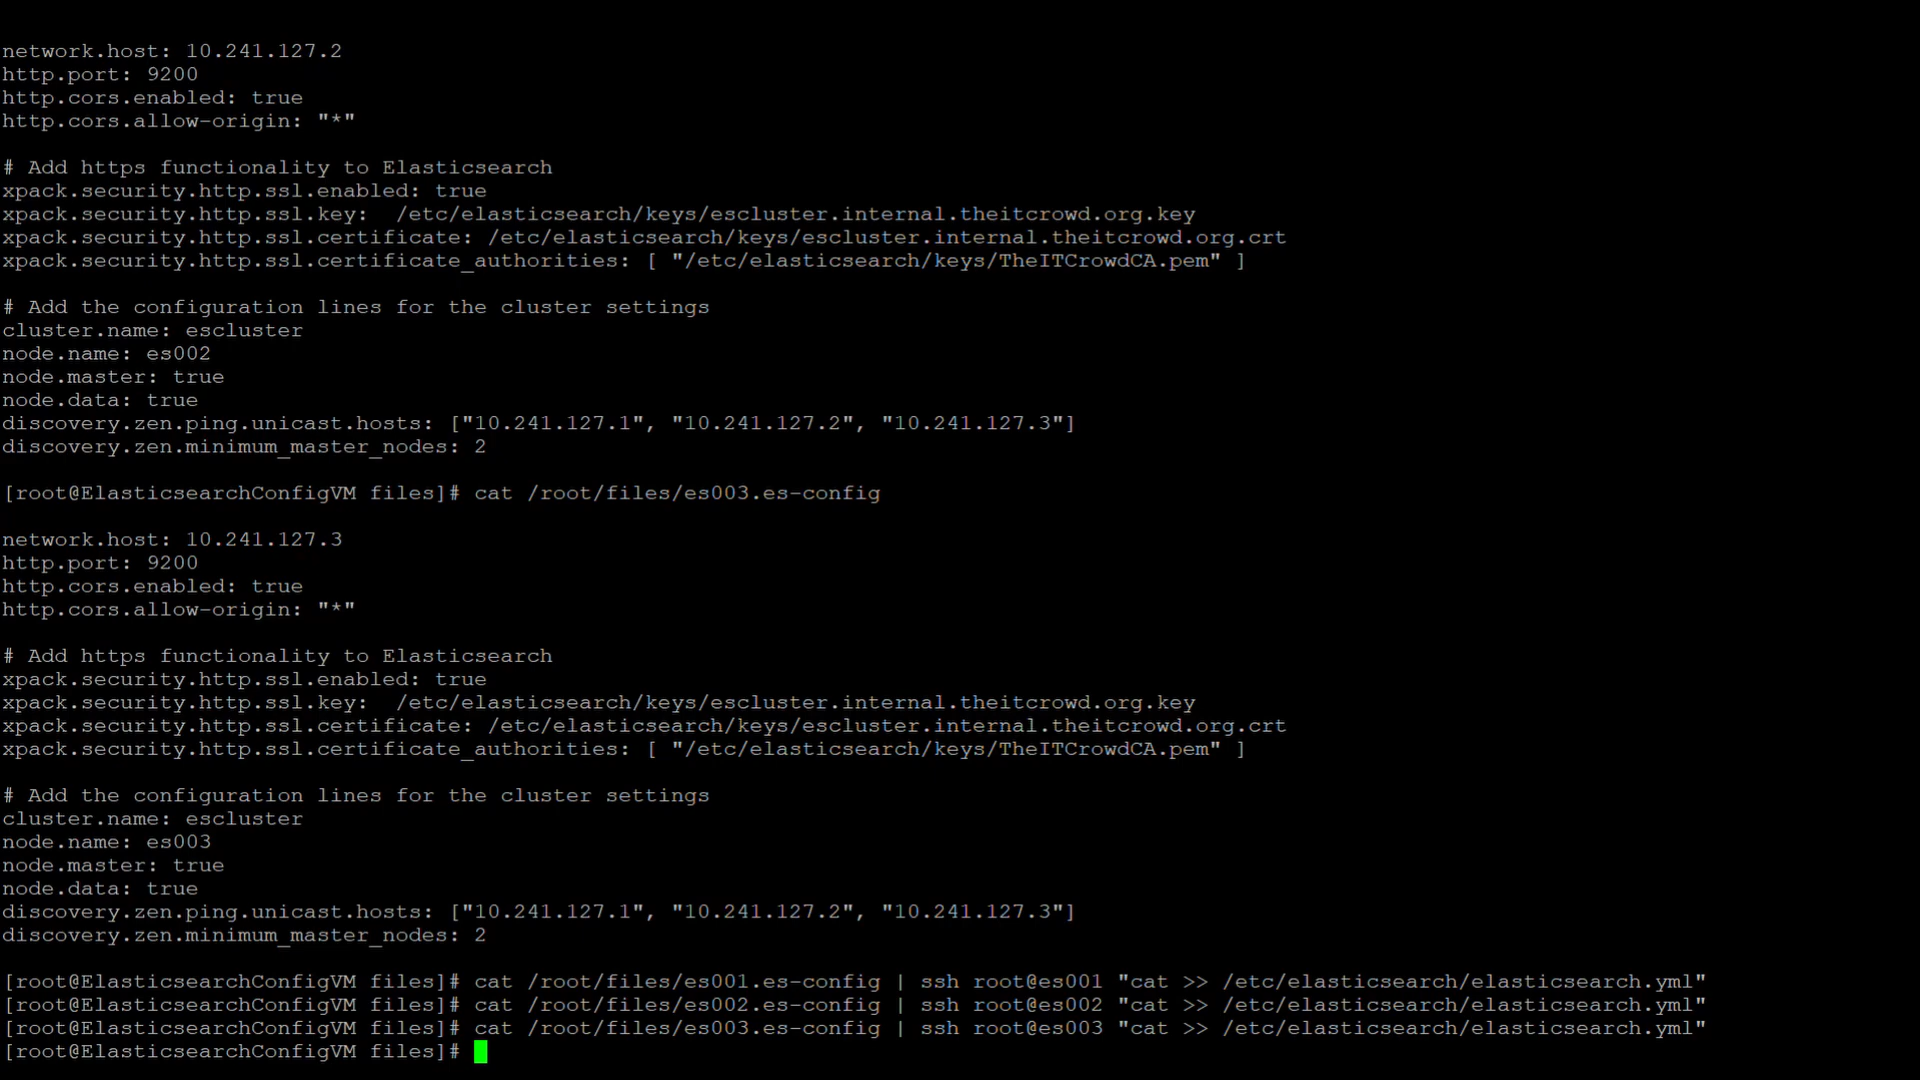 network.host: 10.241.127.2
http.port: 9200
http.cors.enabled: true
http.cors.allow-origin: "*"
# Add https functionality to Elasticsearch
xpack.security.http.ssl.enabled: true
xpack.security.http.ssl.key:  /etc/elasticsearch/keys/escluster.internal.theitcrowd.org.key
xpack.security.http.ssl.certificate: /etc/elasticsearch/keys/escluster.internal.theitcrowd.org.crt
xpack.security.http.ssl.certificate_authorities: [ "/etc/elasticsearch/keys/TheITCrowdCA.pem" ]
# Add the configuration lines for the cluster settings
cluster.name: escluster
node.name: es002
node.master: true
node.data: true
discovery.zen.ping.unicast.hosts: ["10.241.127.1", "10.241.127.2", "10.241.127.3"]
discovery.zen.minimum_master_nodes: 2
[root@ElasticsearchConfigVM files]# cat /root/files/es003.es-config
network.host: 10.241.127.3
http.port: 9200
http.cors.enabled: true
http.cors.allow-origin: "*"
# Add https functionality to Elasticsearch
xpack.security.http.ssl.enabled: true
xpack.security.http.ssl.key:  /etc/elasticsearch/keys/escluster.internal.theitcrowd.org.key
xpack.security.http.ssl.certificate: /etc/elasticsearch/keys/escluster.internal.theitcrowd.org.crt
xpack.security.http.ssl.certificate_authorities: [ "/etc/elasticsearch/keys/TheITCrowdCA.pem" ]
# Add the configuration lines for the cluster settings
cluster.name: escluster
node.name: es003
node.master: true
node.data: true
discovery.zen.ping.unicast.hosts: ["10.241.127.1", "10.241.127.2", "10.241.127.3"]
discovery.zen.minimum_master_nodes: 2
[root@ElasticsearchConfigVM files]# cat /root/files/es001.es-config | ssh root@es001 "cat >> /etc/elasticsearch/elasticsearch.yml"
[root@ElasticsearchConfigVM files]# cat /root/files/es002.es-config | ssh root@es002 "cat >> /etc/elasticsearch/elasticsearch.yml"
[root@ElasticsearchConfigVM files]# cat /root/files/es003.es-config | ssh root@es003 "cat >> /etc/elasticsearch/elasticsearch.yml"
[root@ElasticsearchConfigVM files]#